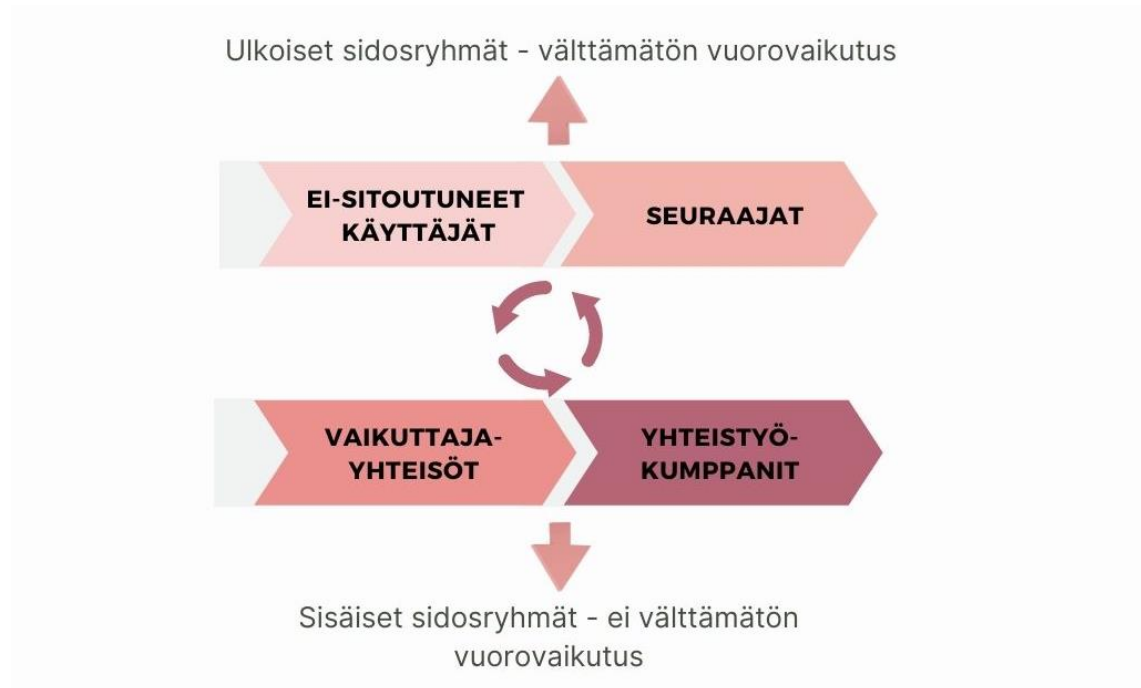 Ulkoiset sidosryhmät - välttämätön vuorovaikutus
EI-SITOUTUNEET
KÄYTTÄJÄT
SEURAAJAT
VAIKUTTAJA-
YHTEISÖT
YHTEISTYÖ-
KUMPPANIT
Sisäiset sidosryhmät - ei välttämätön
vuorovaikutus